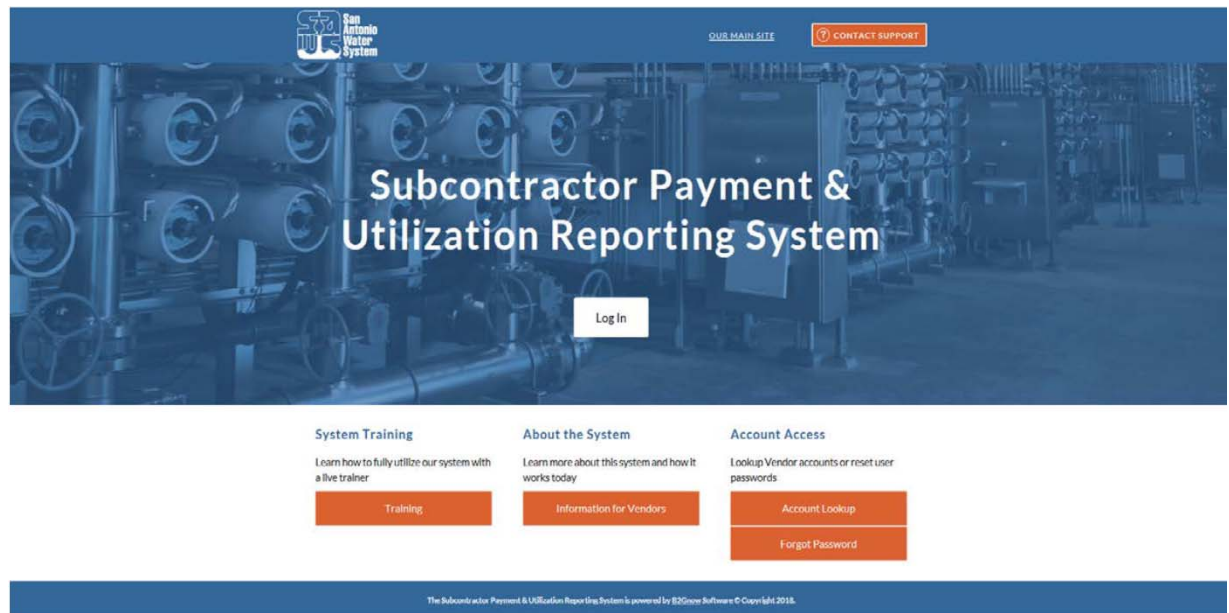 San
Antonio
Water
System
OUR MAIN SITE
? CONTACT SUPPORT
Subcontractor Payment &
Utilization Reporting System
Log In
System Training
Learn how to fully utilize our system with
a live trainer
Training
About the System
Learn more about this system and how it
works today
Information for Vendors
Account Access
Lookup Vendor accounts or reset user
passwords
Account Lookup
Forgot Password
The Subcontractor Payment & Utilization Reporting System is powered by B2Gnow Software © Copyright 2018.